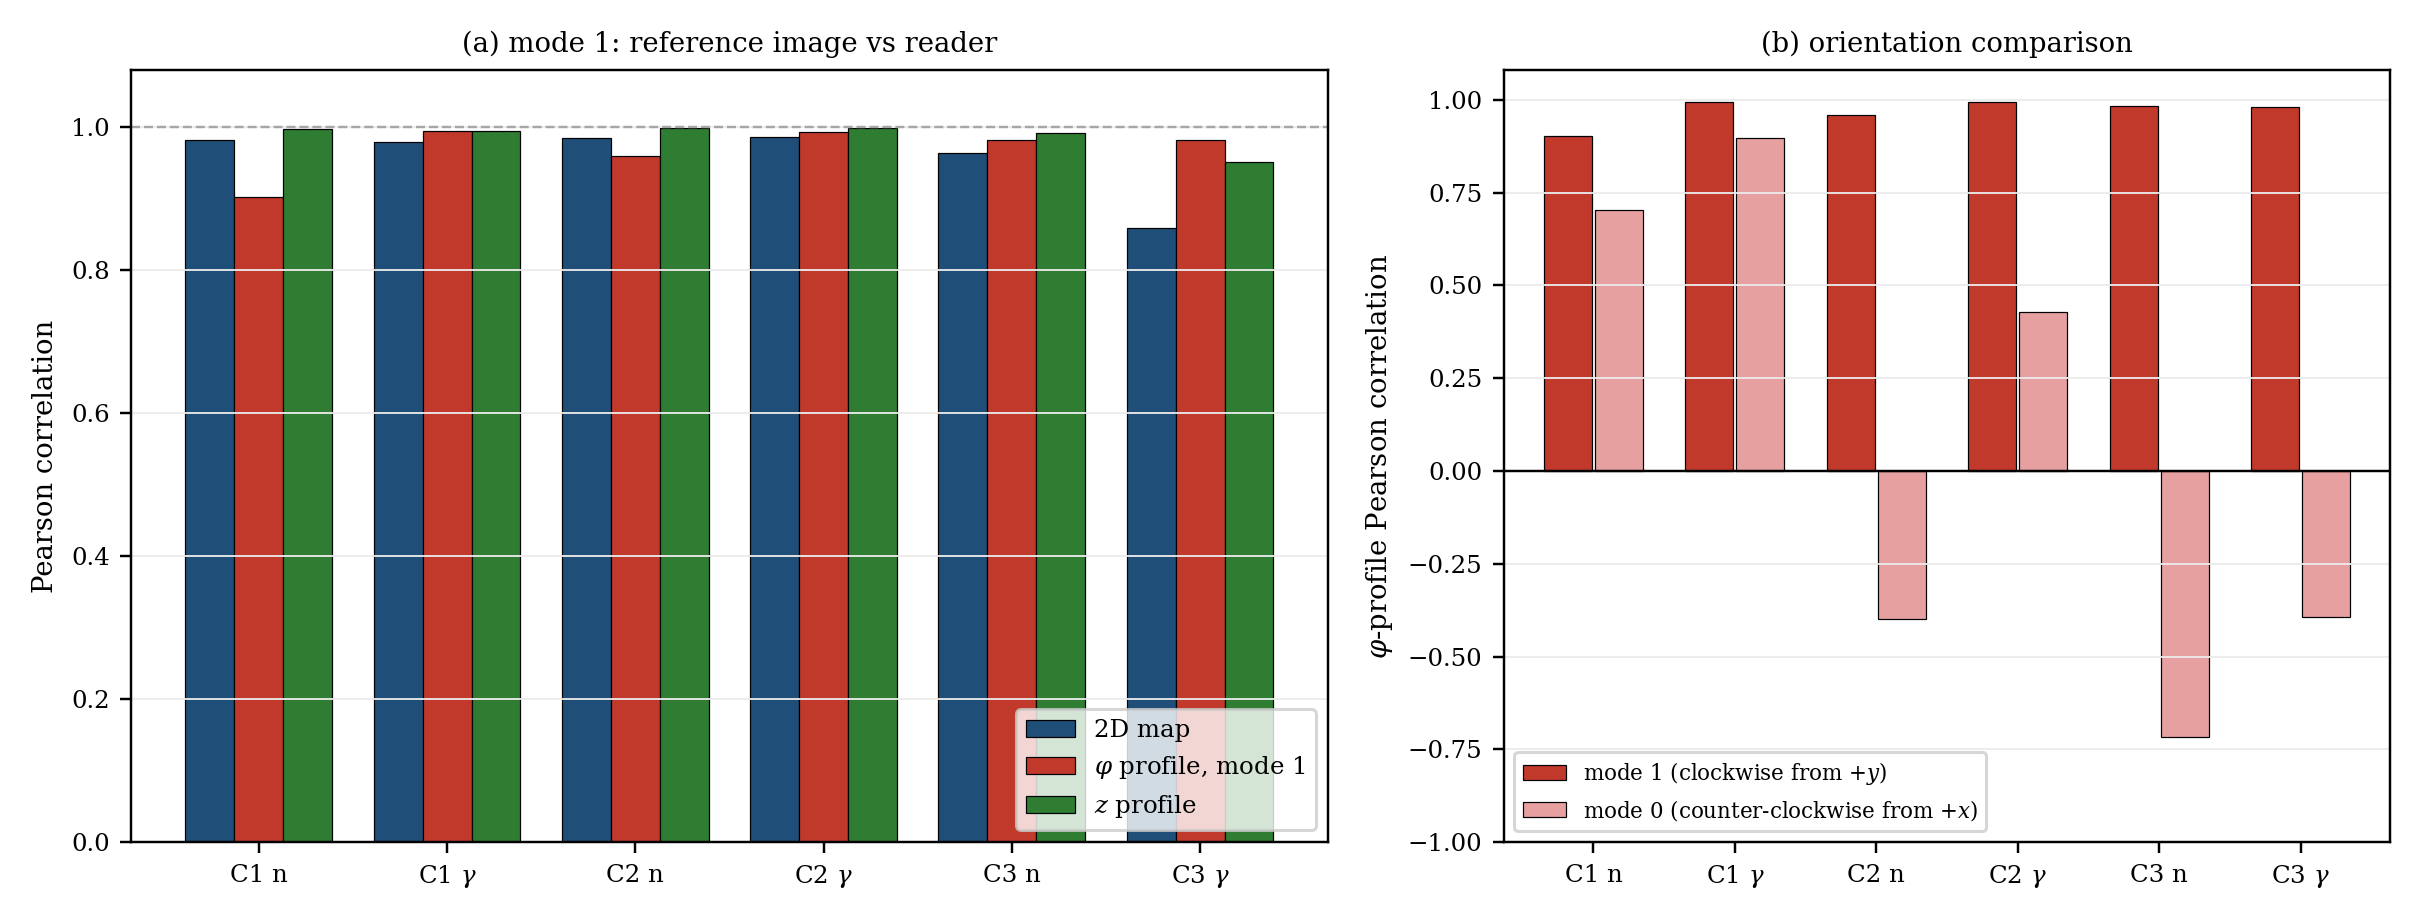 (a) mode 1: reference image vs reader
Pearson correlation
1.0
0.8
0.6
0.4
0.2
0.0
C1 n
C1 γ
C2 n
C2 γ
C3 n
C3 γ
2D map
φ profile, mode 1
z profile
(b) orientation comparison
φ-profile Pearson correlation
1.00
0.75
0.50
0.25
0.00
−0.25
−0.50
−0.75
−1.00
C1 n
C1 γ
C2 n
C2 γ
C3 n
C3 γ
mode 1 (clockwise from +y)
mode 0 (counter-clockwise from +x)